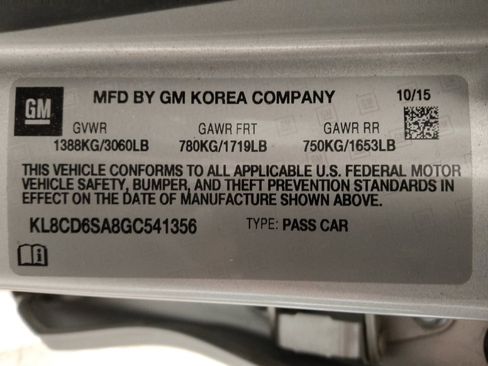 GM MFD BY GM KOREA COMPANY 10/15
GVWR GAWR FRT GAWR RR
1388KG/3060LB 780KG/1719LB 750KG/1653LB
THIS VEHICLE CONFORMS TO ALL APPLICABLE U.S. FEDERAL MOTOR
VEHICLE SAFETY, BUMPER, AND THEFT PREVENTION STANDARDS IN
EFFECT ON THE DATE OF MANUFACTURE SHOWN ABOVE.
KL8CD6SA8GC541356 TYPE: PASS CAR